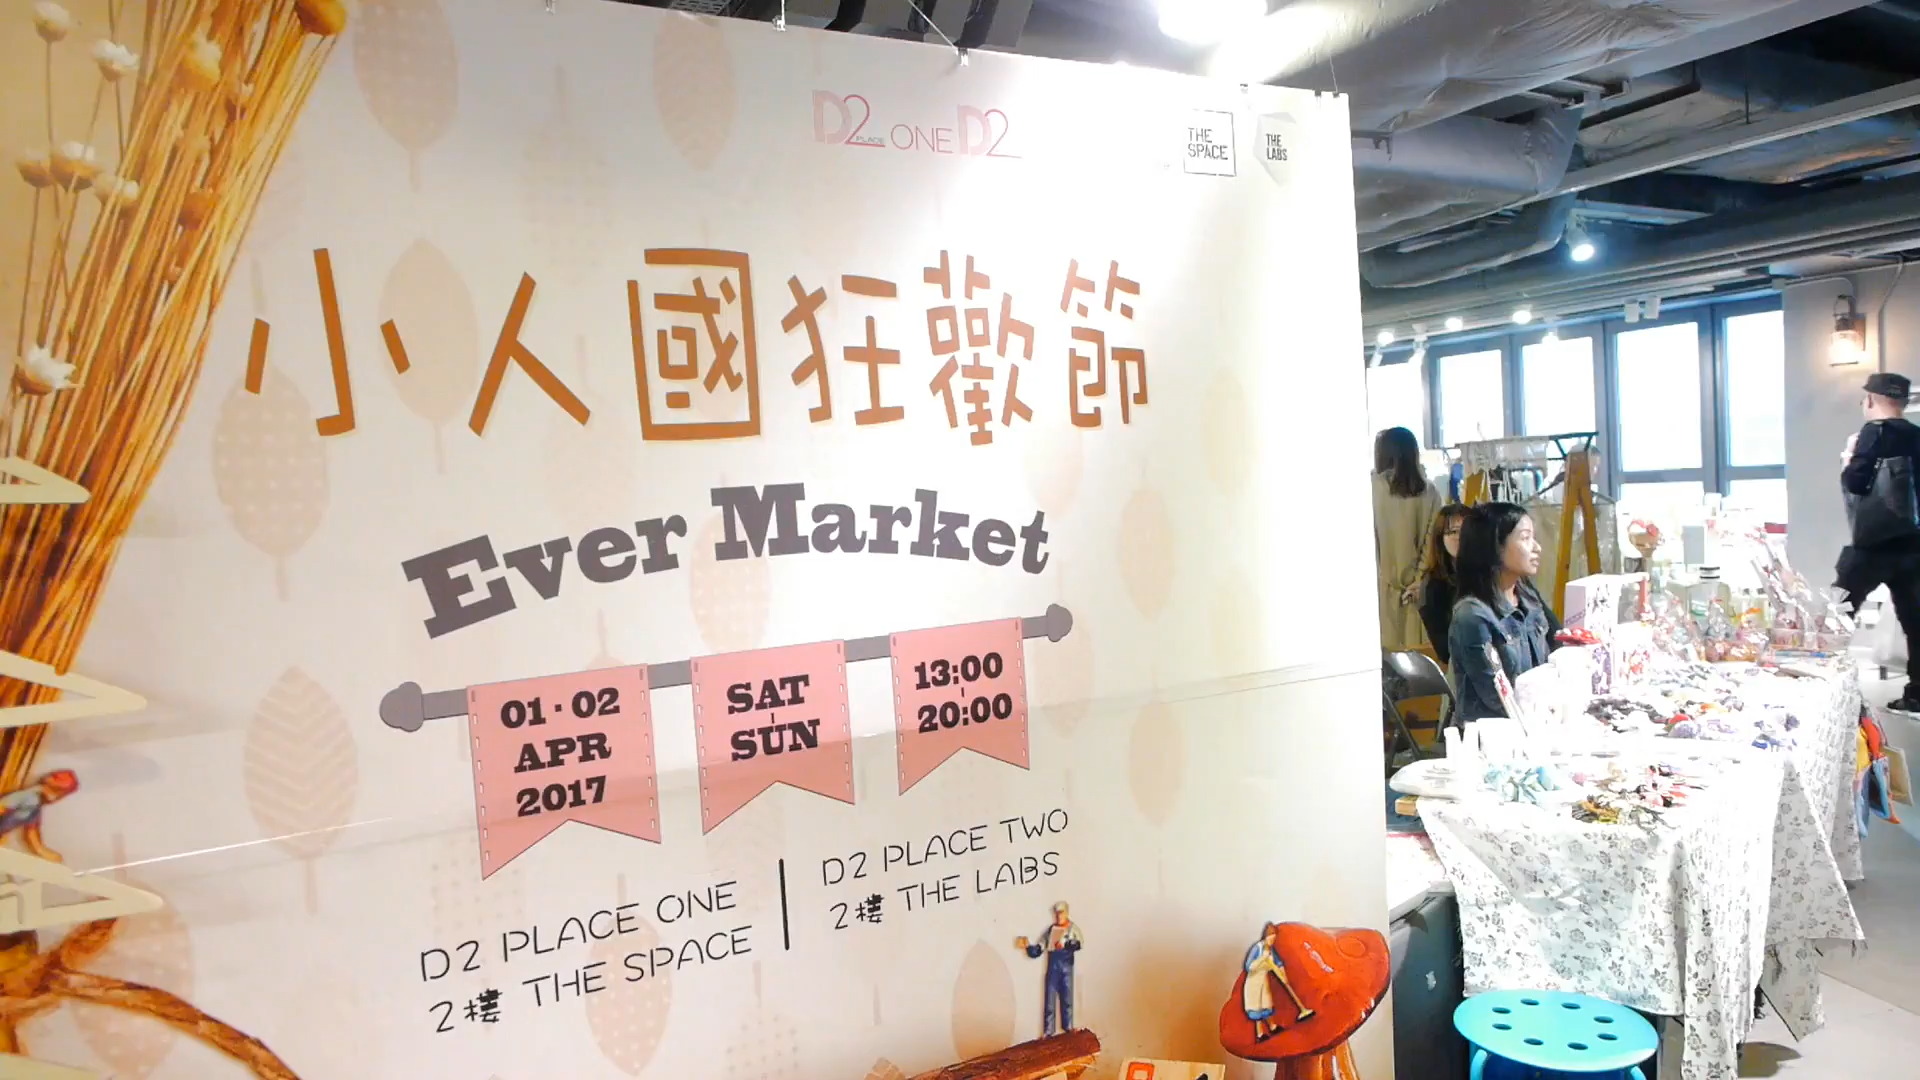 D2 PLACE ONE D2
THE SPACE
THE LABS
小人國狂歡節
Ever Market
01·02
APR
2017
SAT
-
SUN
13:00
-
20:00
D2 PLACE ONE
2樓 THE SPACE
D2 PLACE TWO
2樓 THE LABS